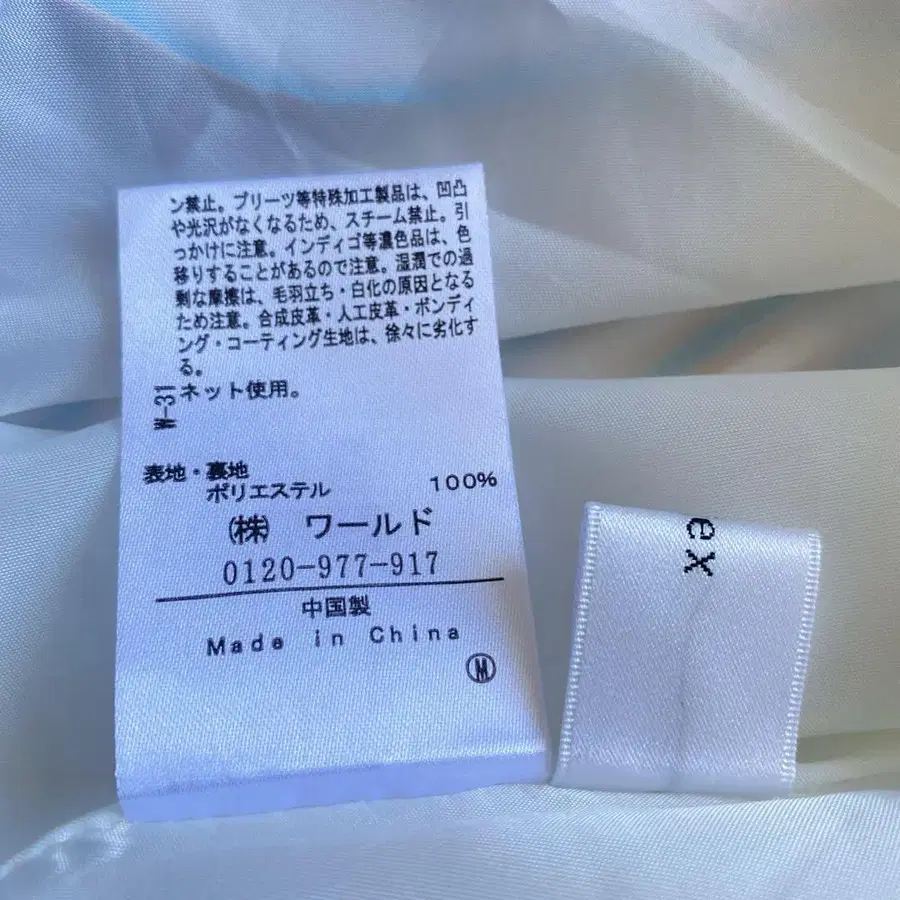 ン禁止。プリーツ等特殊加工製品は、凹凸
や光沢がなくなるため、スチーム禁止。引
っかけに注意。インディゴ等濃色品は、色
移りすることがあるので注意。湿潤での過
剰な摩擦は、毛羽立ち・白化の原因となる
ため注意。合成皮革・人工皮革・ボンディ
ング・コーティング生地は、徐々に劣化す
る。
ネット使用。
W-31
表地・裏地
ポリエステル 100%
㈱ ワールド
0120-977-917
中国製
Made in China
Ⓜ
ex